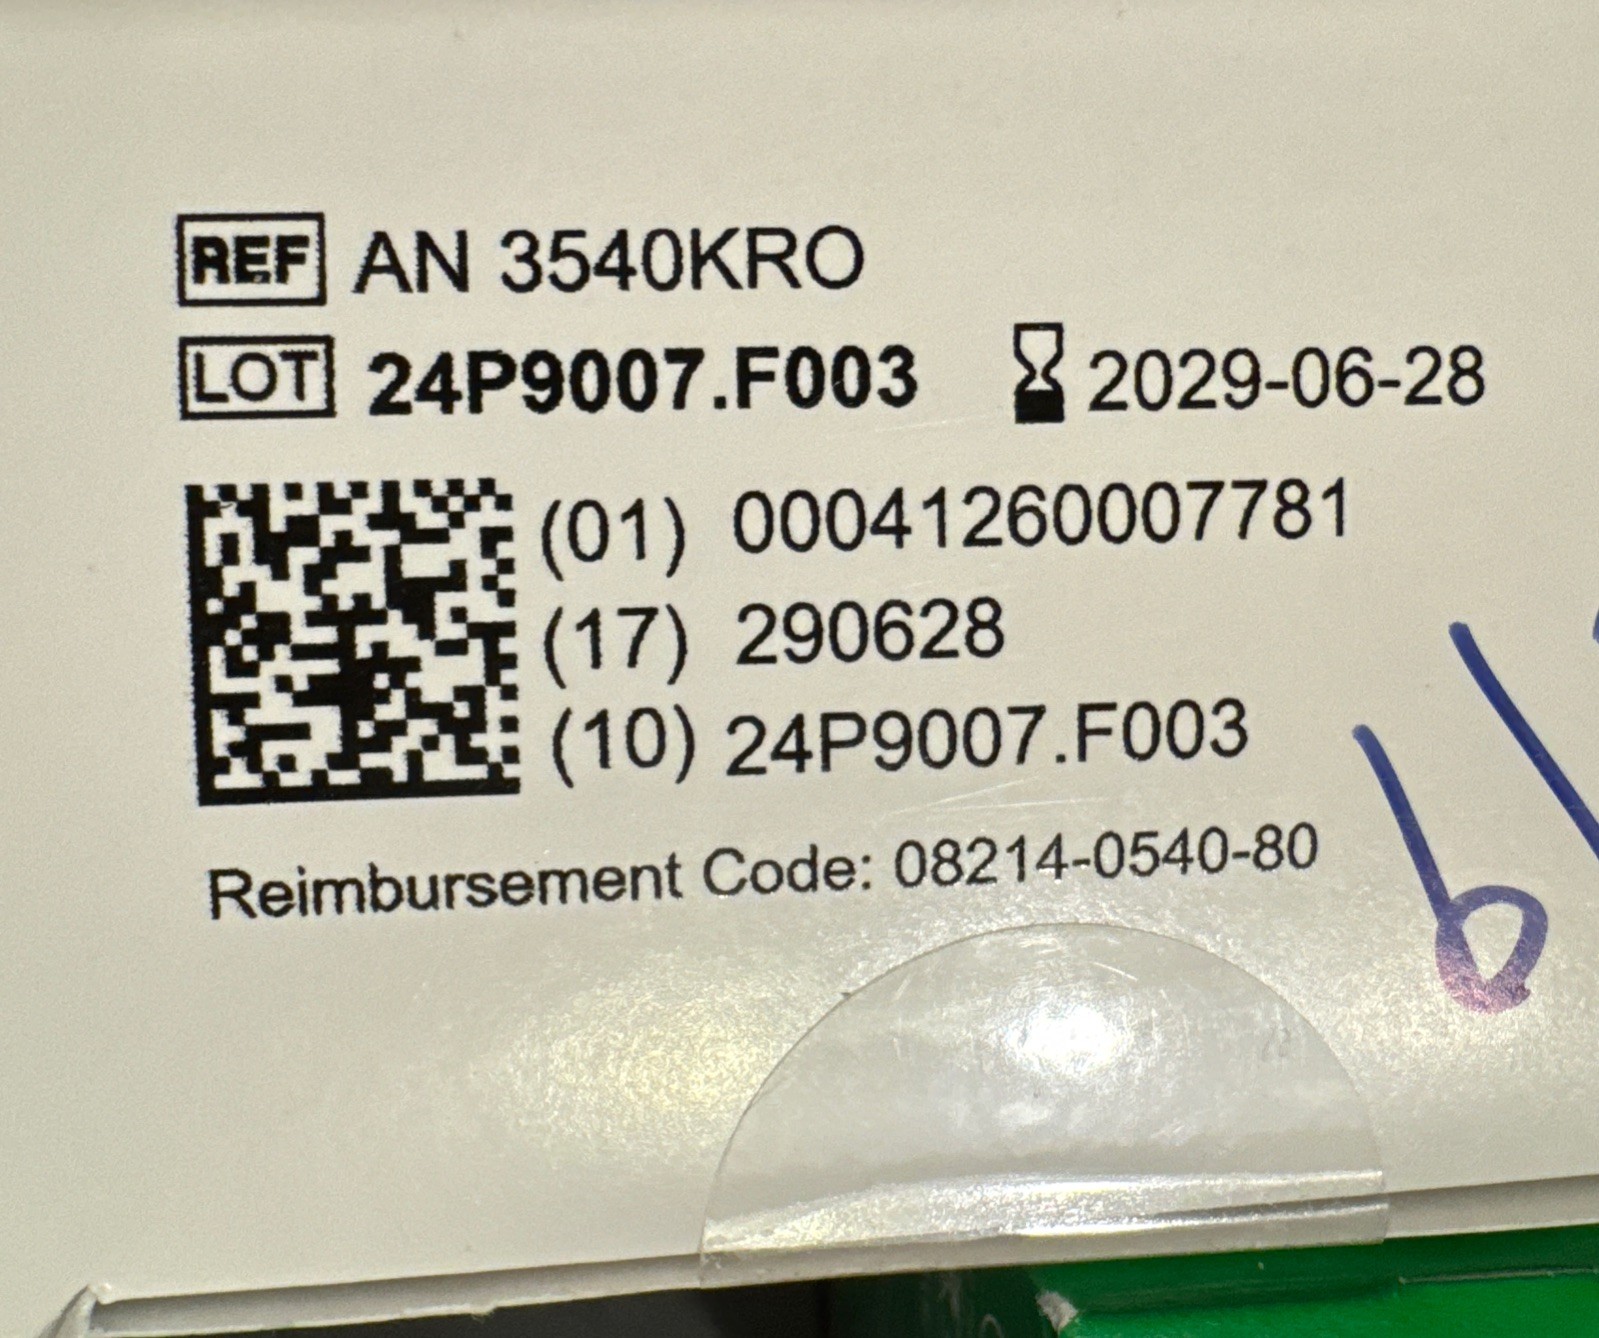 REF AN 3540KRO
LOT 24P9007.F003 2029-06-28
(01) 00041260007781
(17) 290628
(10) 24P9007.F003
Reimbursement Code: 08214-0540-80